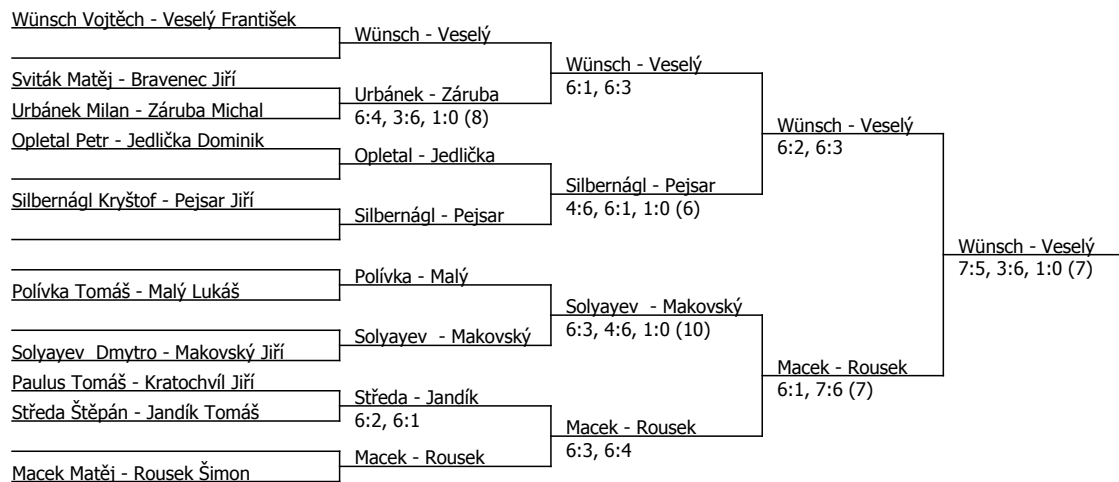 Wünsch Vojtěch - Veselý František
Sviták Matěj - Bravenec Jiří
Urbánek Milan - Záruba Michal
Opletal Petr - Jedlička Dominik
Silbernágl Kryštof - Pejsar Jiří
Polívka Tomáš - Malý Lukáš
Solyayev  Dmytro - Makovský Jiří
Paulus Tomáš - Kratochvíl Jiří
Středa Štěpán - Jandík Tomáš
Macek Matěj - Rousek Šimon
Wünsch - Veselý
Urbánek - Záruba
6:4, 3:6, 1:0 (8)
Opletal - Jedlička
Silbernágl - Pejsar
Polívka - Malý
Solyayev  - Makovský
Středa - Jandík
6:2, 6:1
Macek - Rousek
Wünsch - Veselý
6:1, 6:3
Silbernágl - Pejsar
4:6, 6:1, 1:0 (6)
Solyayev  - Makovský
6:3, 4:6, 1:0 (10)
Macek - Rousek
6:3, 6:4
Wünsch - Veselý
6:2, 6:3
Macek - Rousek
6:1, 7:6 (7)
Wünsch - Veselý
7:5, 3:6, 1:0 (7)